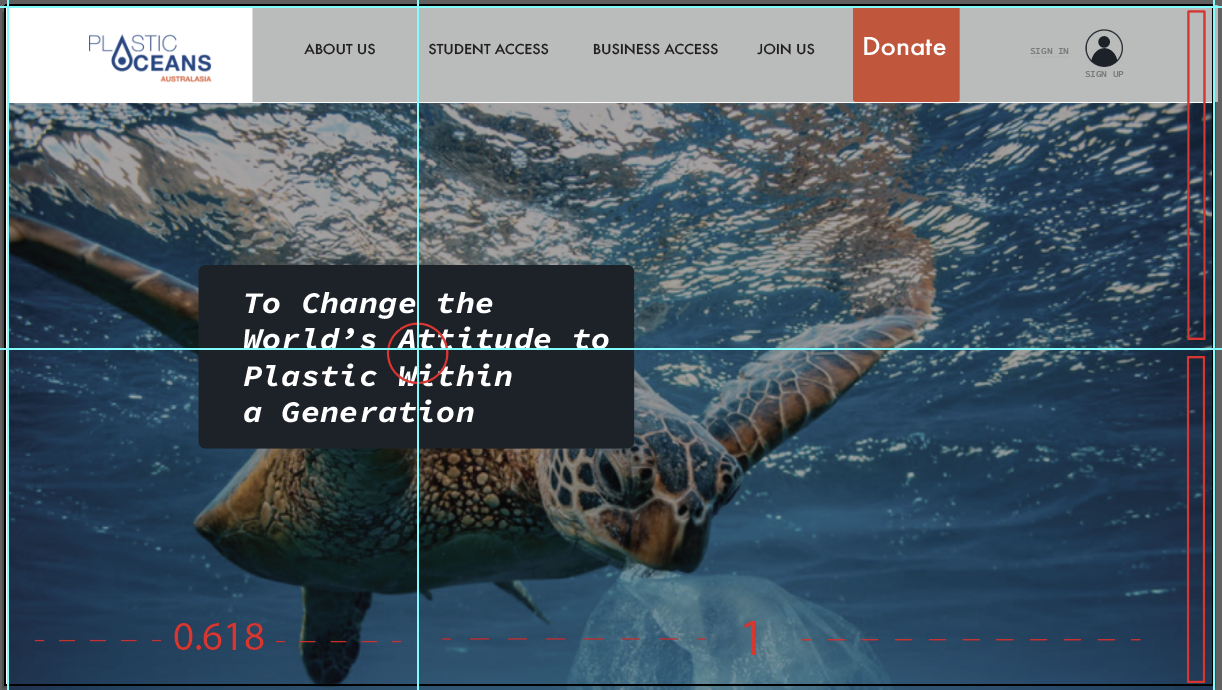 PLASTIC
OCEANS
AUSTRALASIA
ABOUT US
STUDENT ACCESS
BUSINESS ACCESS
JOIN US
Donate
SIGN IN
SIGN UP
To Change the
World’s Attitude to
Plastic Within
a Generation
0.618
1